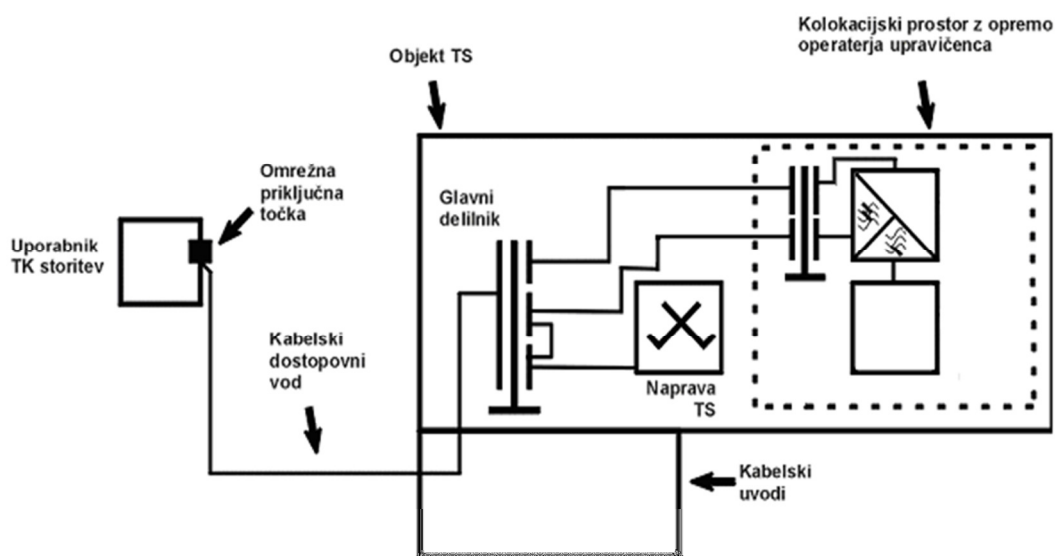 Kolokacijski prostor z opremo
operaterja upravičenca
Objekt TS
Omrežna
priključna
točka
Glavni
delilnik
Uporabnik
TK storitev
Kabelski
dostopovni
vod
Naprava
TS
Kabelski
uvodi